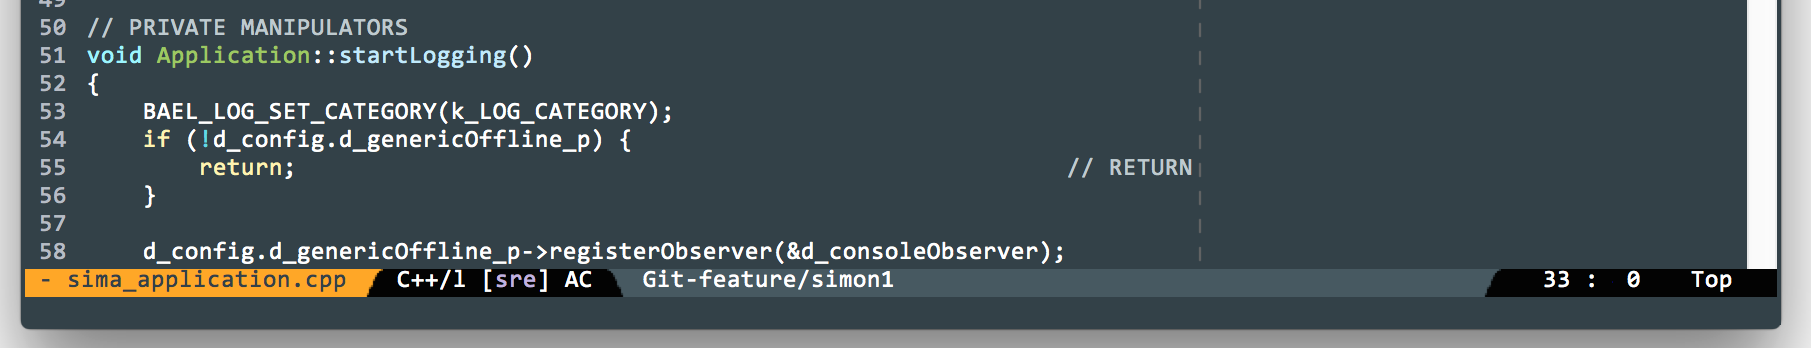 49
50 // PRIVATE MANIPULATORS
51 void Application::startLogging()
52 {
53     BAEL_LOG_SET_CATEGORY(k_LOG_CATEGORY);
54     if (!d_config.d_genericOffline_p) {
55         return;                                                       // RETURN
56     }
57
58     d_config.d_genericOffline_p->registerObserver(&d_consoleObserver);
- sima_application.cpp C++/l [sre] AC Git-feature/simon1 33 : 0 Top